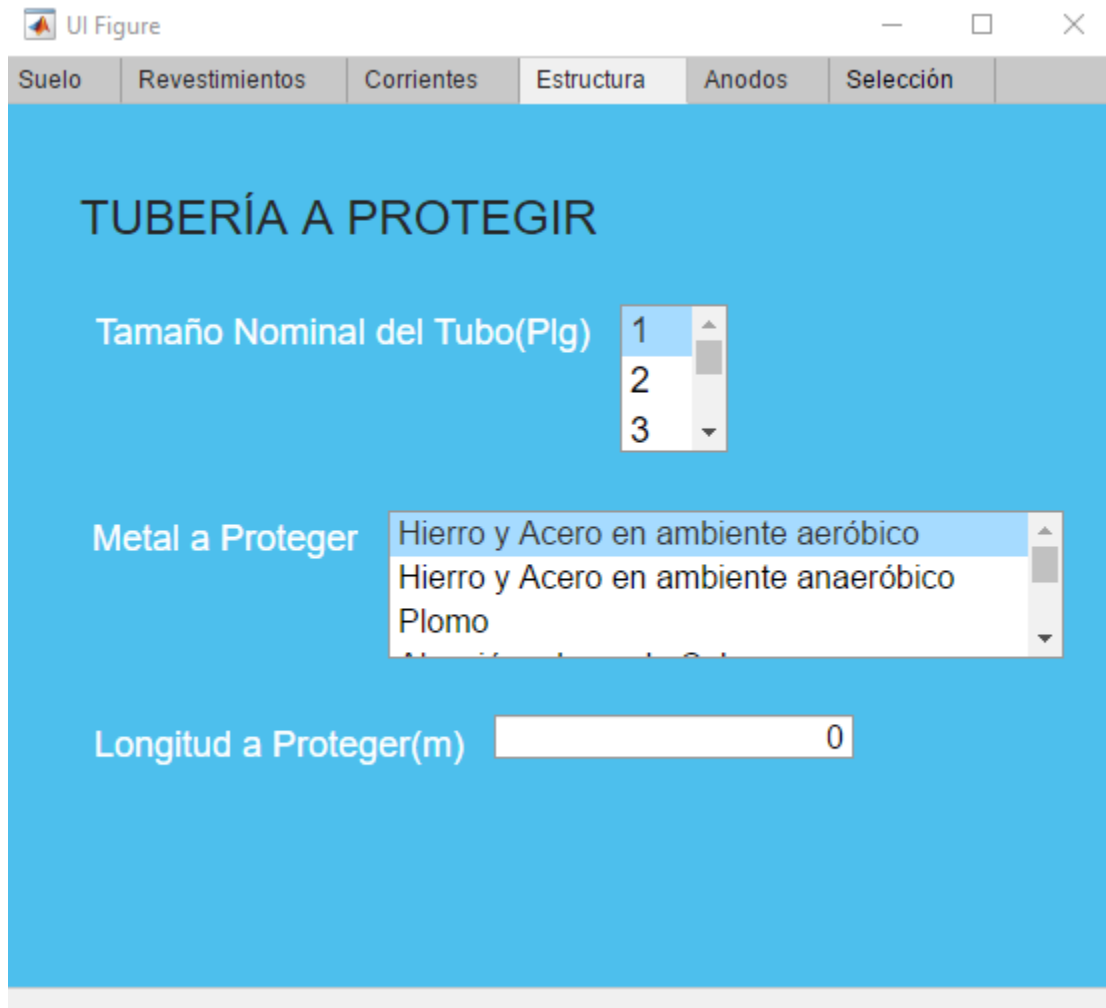 UI Figure
Suelo Revestimientos Corrientes Estructura Anodos Selección
TUBERÍA A PROTEGIR
Tamaño Nominal del Tubo(Plg)
1
2
3
Metal a Proteger
Hierro y Acero en ambiente aeróbico
Hierro y Acero en ambiente anaeróbico
Plomo
Longitud a Proteger(m)
0